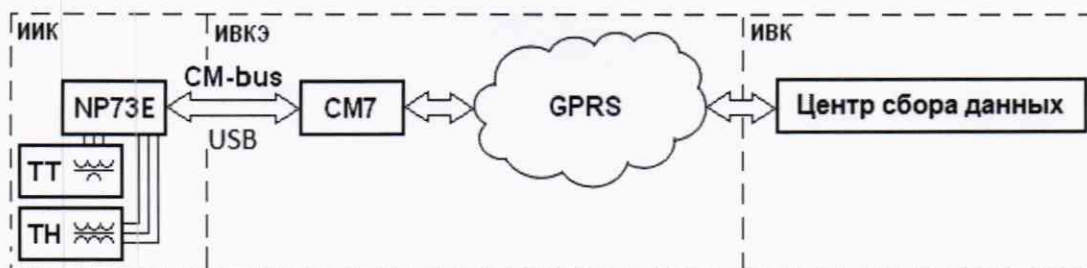 ИИК
ИВКЭ
ИВК
CM-bus
NP73E
CM7
GPRS
Центр сбора данных
USB
ТТ
ТН